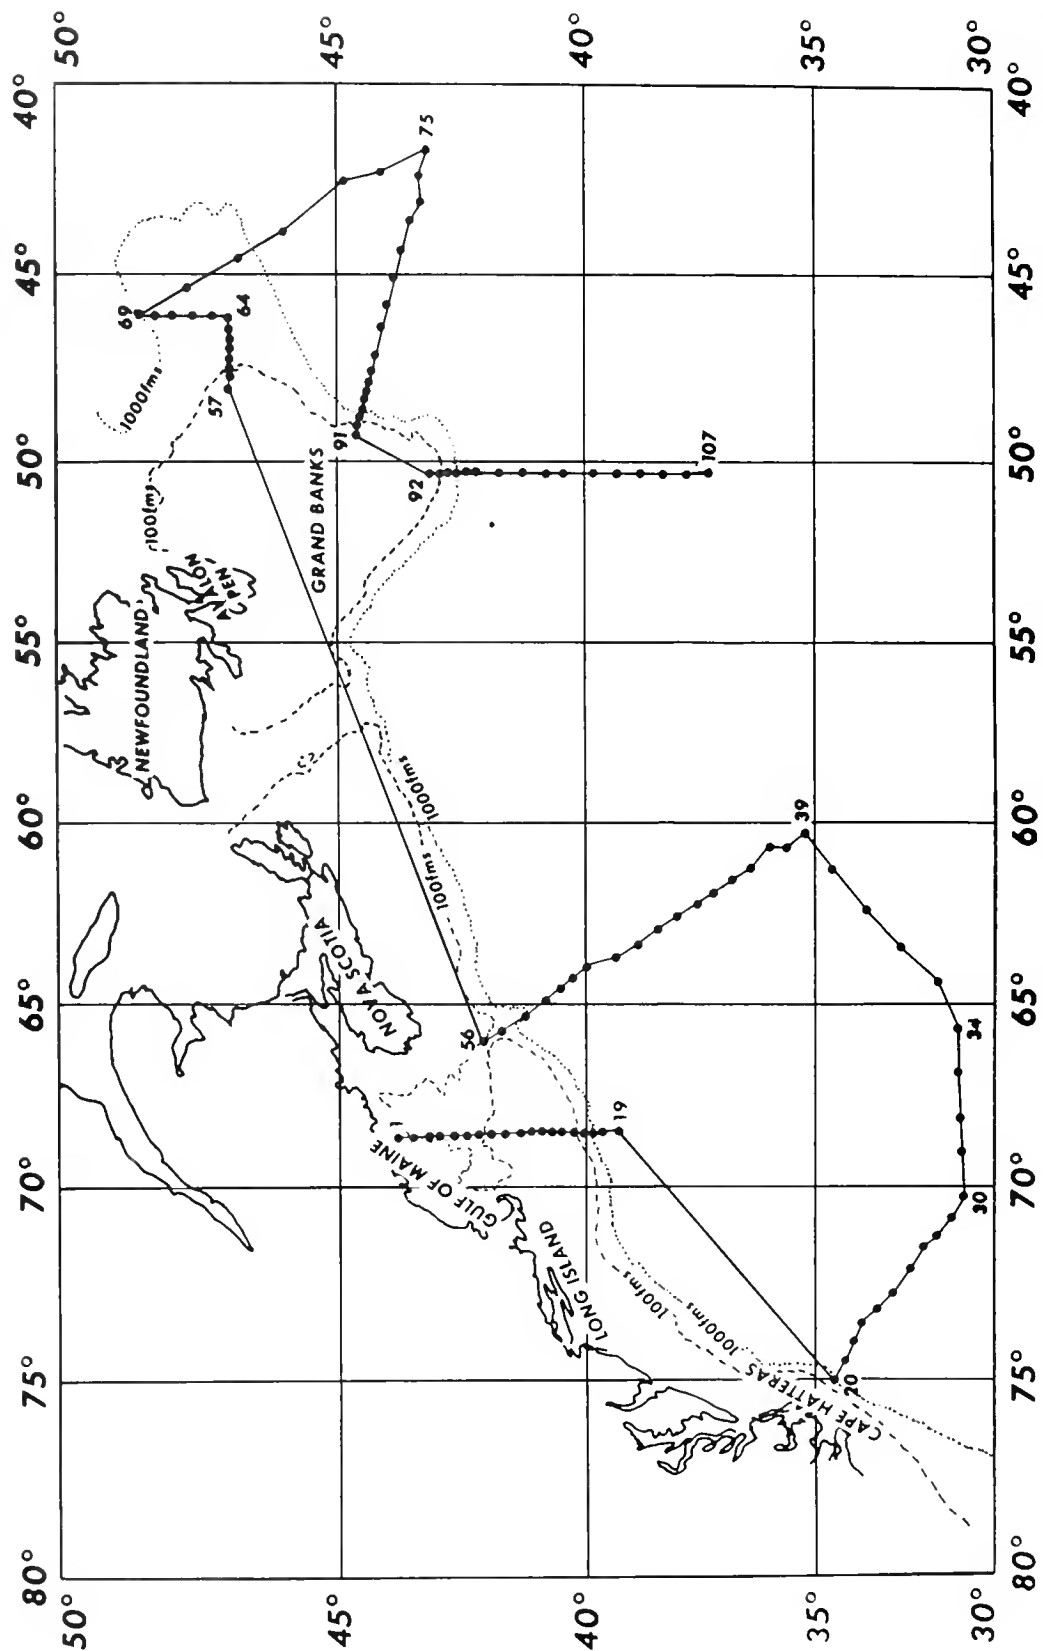 80° 75° 70° 65° 60° 55° 50° 45° 40°
50° 50°
NEWFOUNDLAND
AVALON
PEN
100fms
1000fms
69
57
64
45° 45°
NOVA SCOTIA
GULF OF MAINE
1
GRAND BANKS
91
92
75
56
100fms
1000fms
LONG ISLAND
40° 40°
19
100fms
1000fms
107
CAPE HATTERAS
20
39
35° 35°
30
34
30° 30°
80° 75° 70° 65° 60° 55° 50° 45° 40°